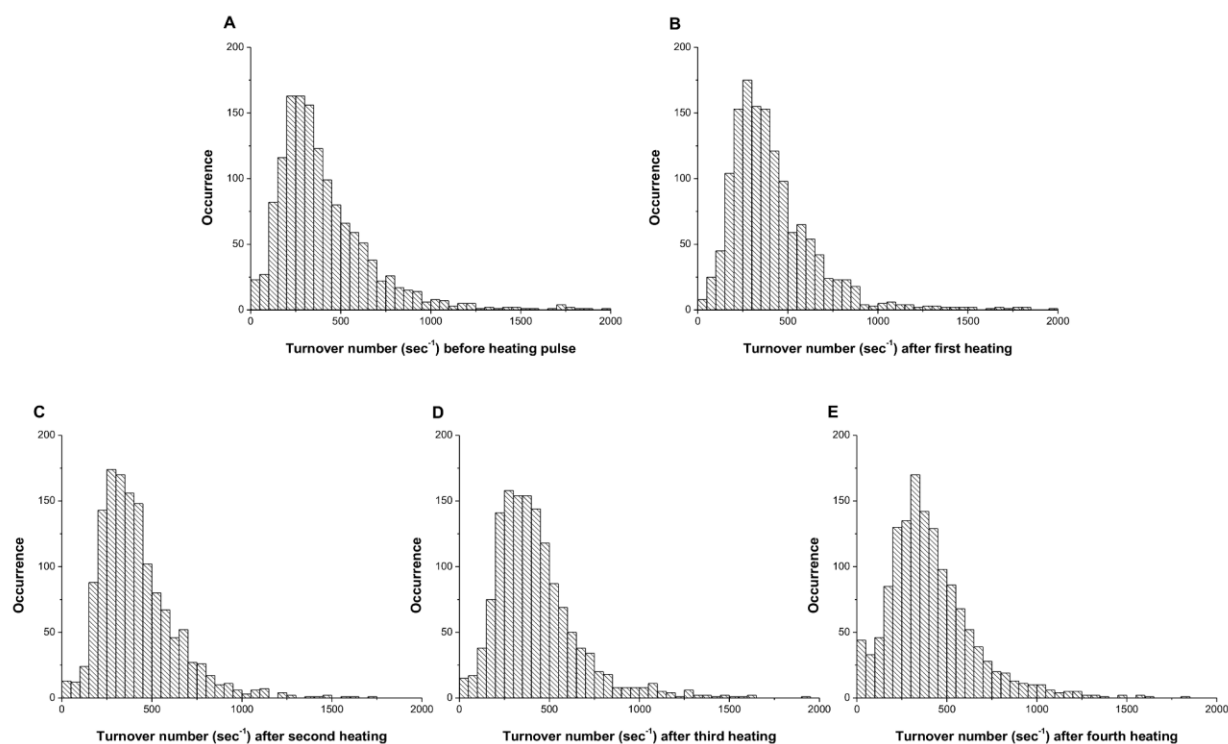 A
200
150
100
50
0
Occurrence
0 500 1000 1500 2000
Turnover number (sec⁻¹) before heating pulse
B
200
150
100
50
0
Occurrence
0 500 1000 1500 2000
Turnover number (sec⁻¹) after first heating
C
200
150
100
50
0
Occurrence
0 500 1000 1500 2000
Turnover number (sec⁻¹) after second heating
D
200
150
100
50
0
Occurrence
0 500 1000 1500 2000
Turnover number (sec⁻¹) after third heating
E
200
150
100
50
0
Occurrence
0 500 1000 1500 2000
Turnover number (sec⁻¹) after fourth heating